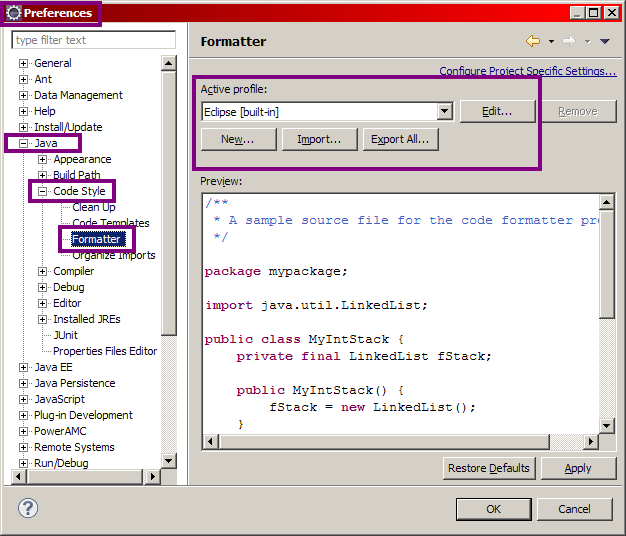 Preferences
type filter text
General
Ant
Data Management
Help
Install/Update
Java
Appearance
Build Path
Code Style
Clean Up
Code Templates
Formatter
Organize Imports
Compiler
Debug
Editor
Installed JREs
JUnit
Properties Files Editor
Java EE
Java Persistence
JavaScript
Plug-in Development
PowerAMC
Remote Systems
Run/Debug
Formatter
Configure Project Specific Settings...
Active profile:
Eclipse [built-in]
Edit...
Remove
New...
Import...
Export All...
Preview:
/**
* A sample source file for the code formatter pre
*/
package mypackage;
import java.util.LinkedList;
public class MyIntStack {
private final LinkedList fStack;
public MyIntStack() {
fStack = new LinkedList();
}
Restore Defaults
Apply
?
OK
Cancel